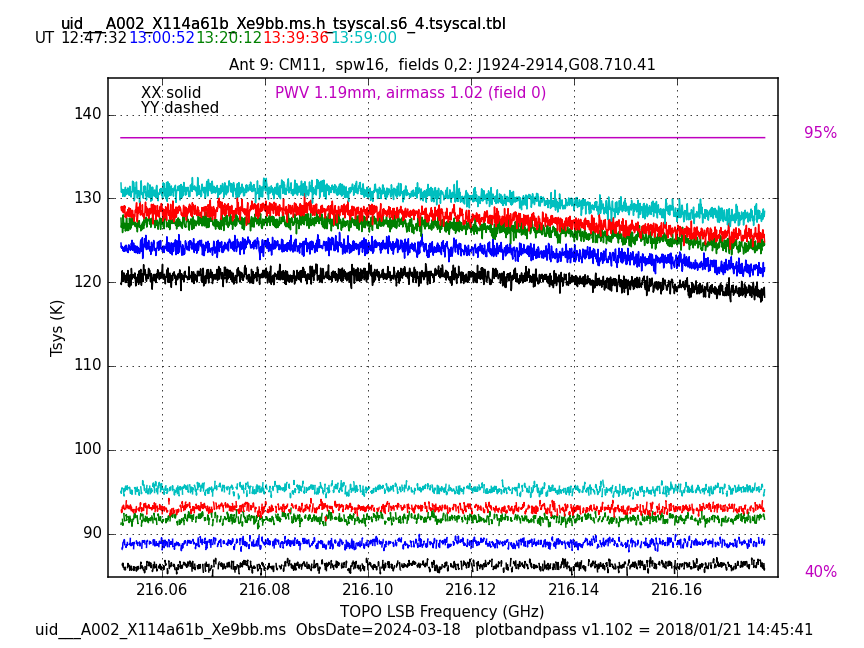 uid___A002_X114a61b_Xe9bb.ms.h_tsyscal.s6_4.tsyscal.tbl
UT 12:47:32 13:00:52 13:20:12 13:39:36 13:59:00
Ant 9: CM11,  spw16,  fields 0,2: J1924-2914,G08.710.41
XX solid
PWV 1.19mm, airmass 1.02 (field 0)
YY dashed
140
95%
130
120
Tsys (K)
110
100
90
40%
216.06 216.08 216.10 216.12 216.14 216.16
TOPO LSB Frequency (GHz)
uid___A002_X114a61b_Xe9bb.ms  ObsDate=2024-03-18   plotbandpass v1.102 = 2018/01/21 14:45:41